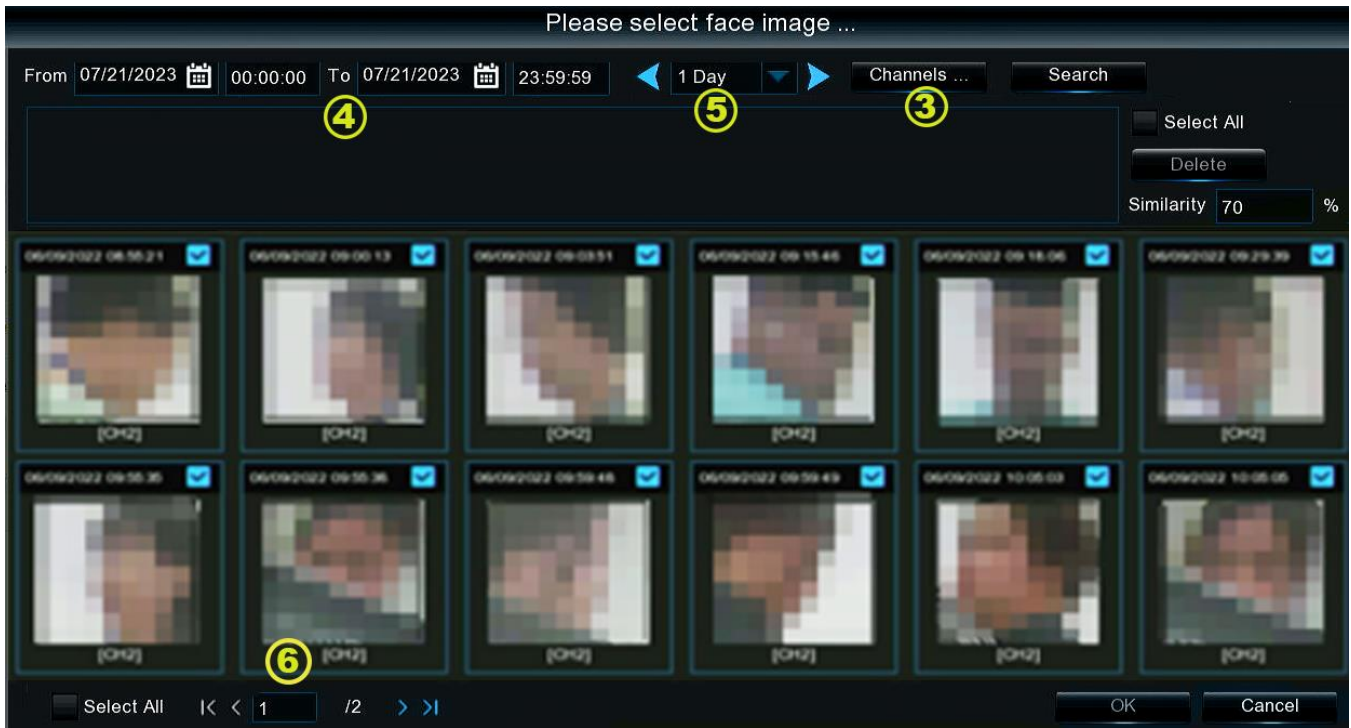 Please select face image ...
From 07/21/2023 00:00:00 To 07/21/2023 23:59:59 1 Day Channels ... Search
④ ⑤ ③
Select All
Delete
Similarity 70 %
06/09/2022 08:55:21 06/09/2022 09:00:13 06/09/2022 09:03:51 06/09/2022 09:15:46 06/09/2022 09:18:06 06/09/2022 09:29:39
[CH2] [CH2] [CH2] [CH2] [CH2] [CH2]
06/09/2022 09:55:35 06/09/2022 09:55:36 06/09/2022 09:59:48 06/09/2022 09:59:49 06/09/2022 10:05:03 06/09/2022 10:05:05
[CH2] [CH2] [CH2] [CH2] [CH2] [CH2]
⑥
Select All |< < 1 /2 > >| OK Cancel